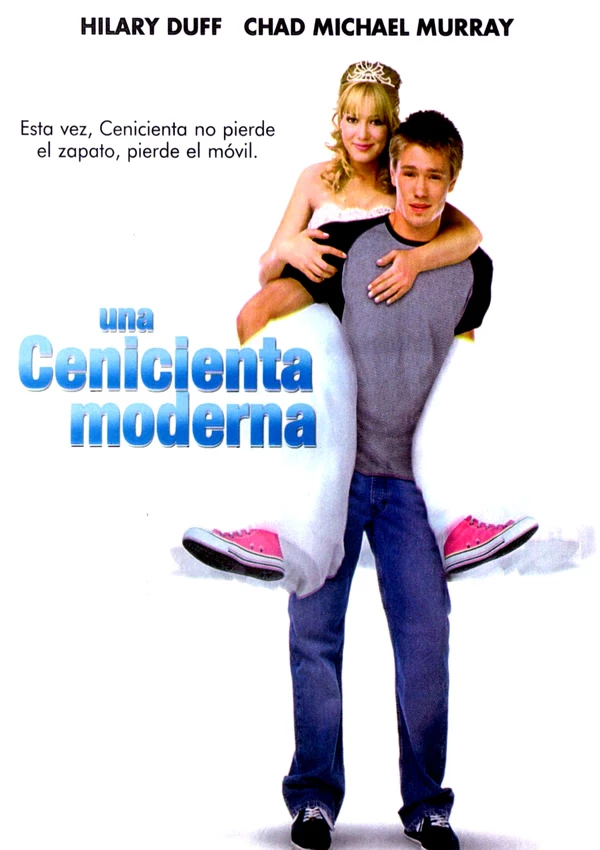 HILARY DUFF CHAD MICHAEL MURRAY
Esta vez, Cenicienta no pierde
el zapato, pierde el móvil.
una
Cenicienta
moderna